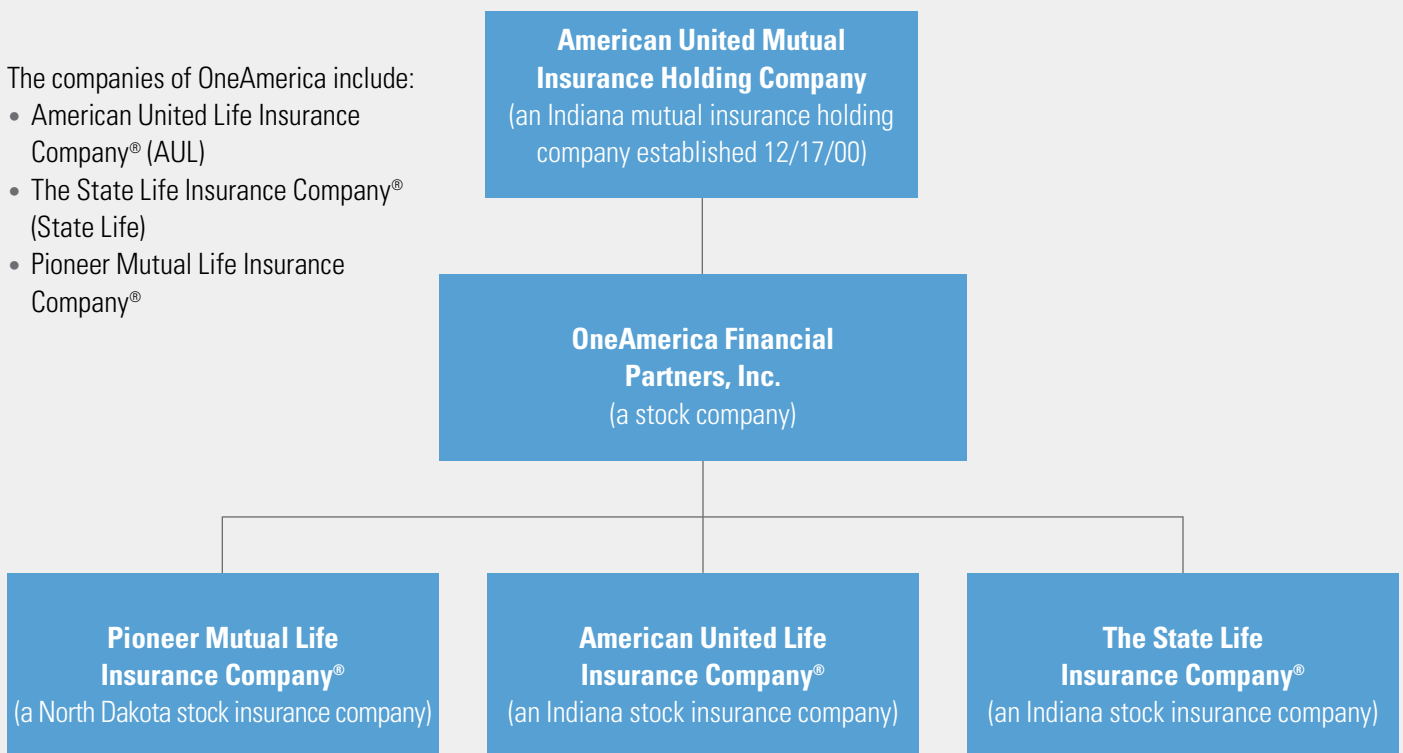 The companies of OneAmerica include:
• American United Life Insurance
Company® (AUL)
• The State Life Insurance Company®
(State Life)
• Pioneer Mutual Life Insurance
Company®
American United Mutual
Insurance Holding Company
(an Indiana mutual insurance holding
company established 12/17/00)
OneAmerica Financial
Partners, Inc.
(a stock company)
Pioneer Mutual Life
Insurance Company®
(a North Dakota stock insurance company)
American United Life
Insurance Company®
(an Indiana stock insurance company)
The State Life
Insurance Company®
(an Indiana stock insurance company)